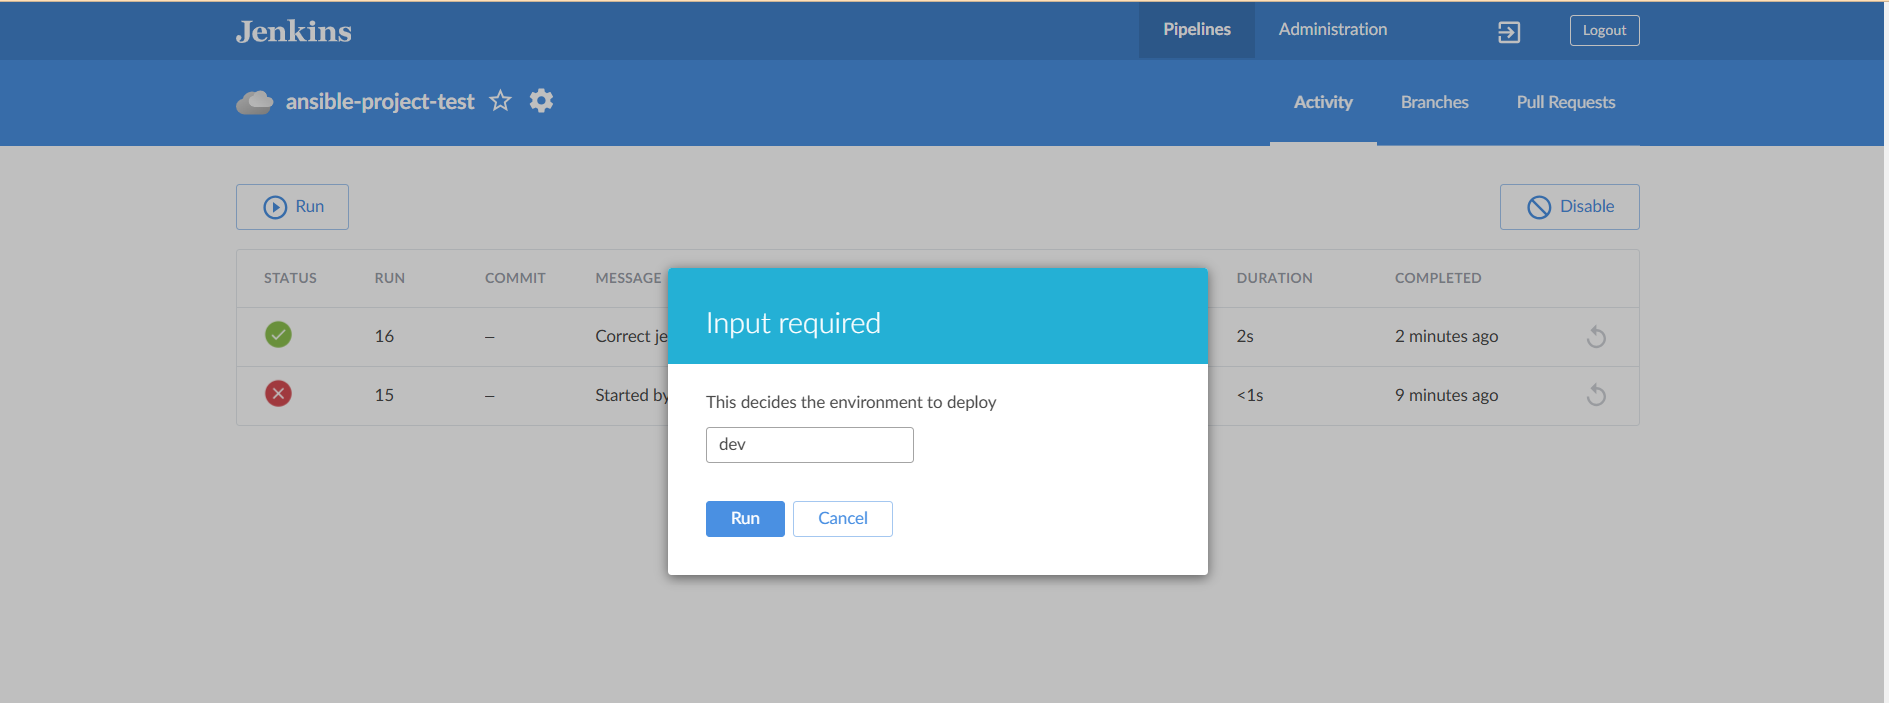 Jenkins Pipelines Administration Logout
ansible-project-test Activity Branches Pull Requests
Run Disable
STATUS RUN COMMIT MESSAGE DURATION COMPLETED
16 – Correct je 2s 2 minutes ago
15 – Started by <1s 9 minutes ago
Input required
This decides the environment to deploy
dev
Run Cancel